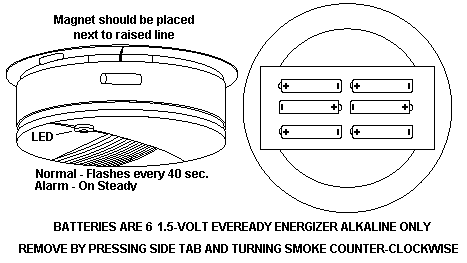 Magnet should be placed
next to raised line
LED
Normal - Flashes every 40 sec.
Alarm - On Steady
BATTERIES ARE 6 1.5-VOLT EVEREADY ENERGIZER ALKALINE ONLY
REMOVE BY PRESSING SIDE TAB AND TURNING SMOKE COUNTER-CLOCKWISE